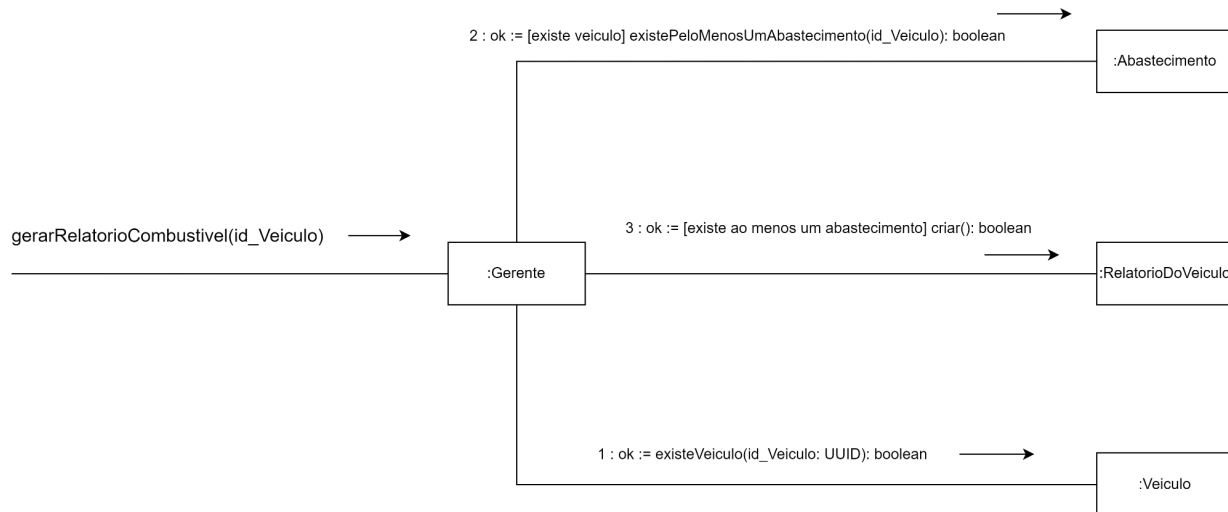 2 : ok := [existe veiculo] existePeloMenosUmAbastecimento(id_Veiculo): boolean
:Abastecimento
gerarRelatorioCombustivel(id_Veiculo)
3 : ok := [existe ao menos um abastecimento] criar(): boolean
:Gerente
:RelatorioDoVeiculo
1 : ok := existeVeiculo(id_Veiculo: UUID): boolean
:Veiculo